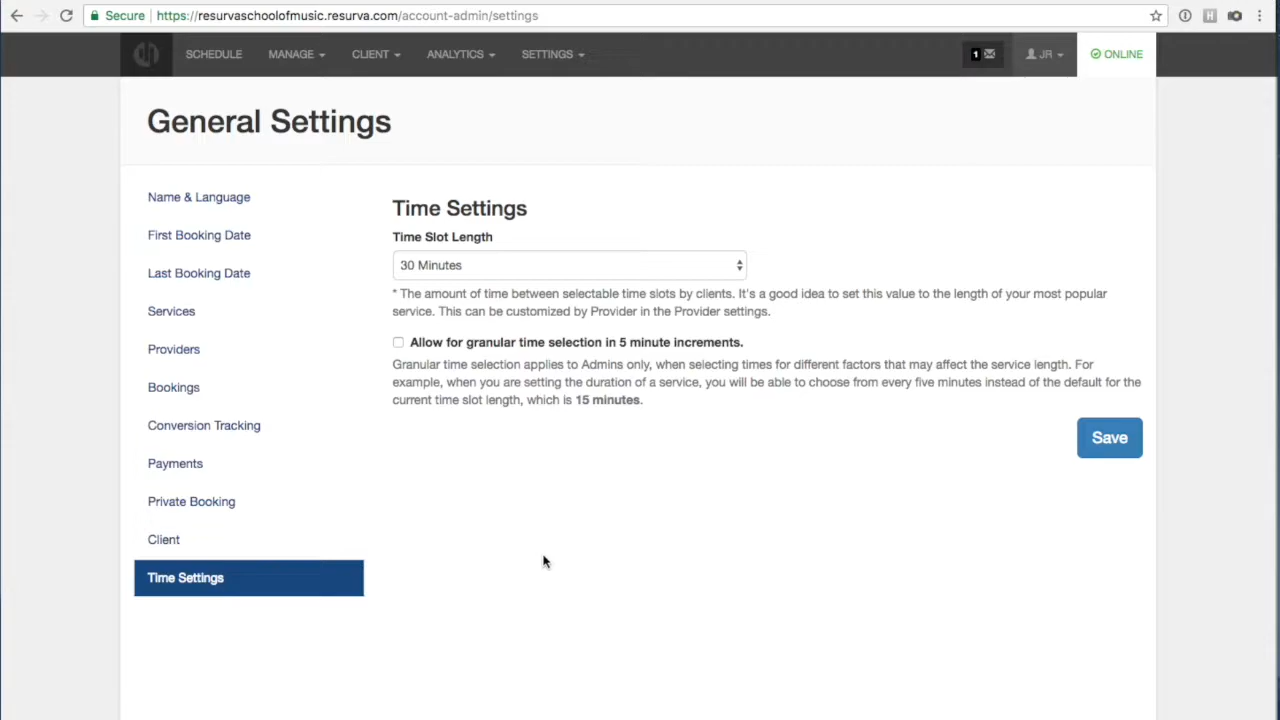 Secure https://resurvaschoolofmusic.resurva.com/account-admin/settings
SCHEDULE MANAGE CLIENT ANALYTICS SETTINGS 1 JR ONLINE
General Settings
Name & Language
First Booking Date
Last Booking Date
Services
Providers
Bookings
Conversion Tracking
Payments
Private Booking
Client
Time Settings
Time Settings
Time Slot Length
30 Minutes
* The amount of time between selectable time slots by clients. It's a good idea to set this value to the length of your most popular
service. This can be customized by Provider in the Provider settings.
Allow for granular time selection in 5 minute increments.
Granular time selection applies to Admins only, when selecting times for different factors that may affect the service length. For
example, when you are setting the duration of a service, you will be able to choose from every five minutes instead of the default for the
current time slot length, which is 15 minutes.
Save